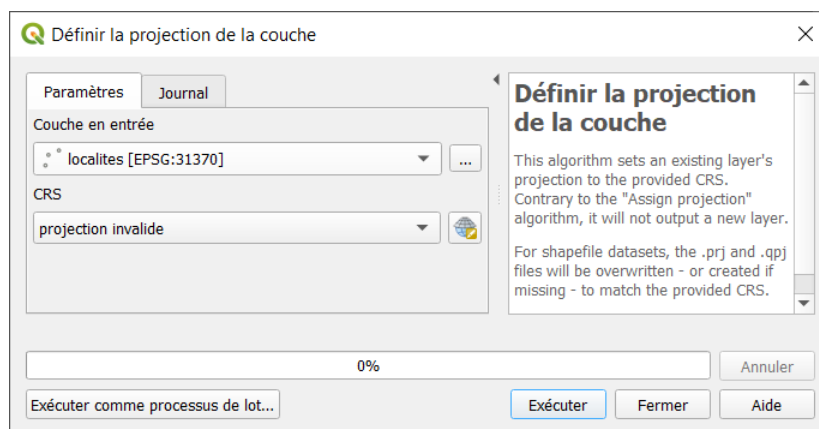 Définir la projection de la couche
Paramètres
Journal
Couche en entrée
localites [EPSG:31370]
...
CRS
projection invalide
Définir la projection
de la couche
This algorithm sets an existing layer's
projection to the provided CRS.
Contrary to the "Assign projection"
algorithm, it will not output a new layer.
For shapefile datasets, the .prj and .qpj
files will be overwritten - or created if
missing - to match the provided CRS.
0%
Annuler
Exécuter comme processus de lot...
Exécuter
Fermer
Aide